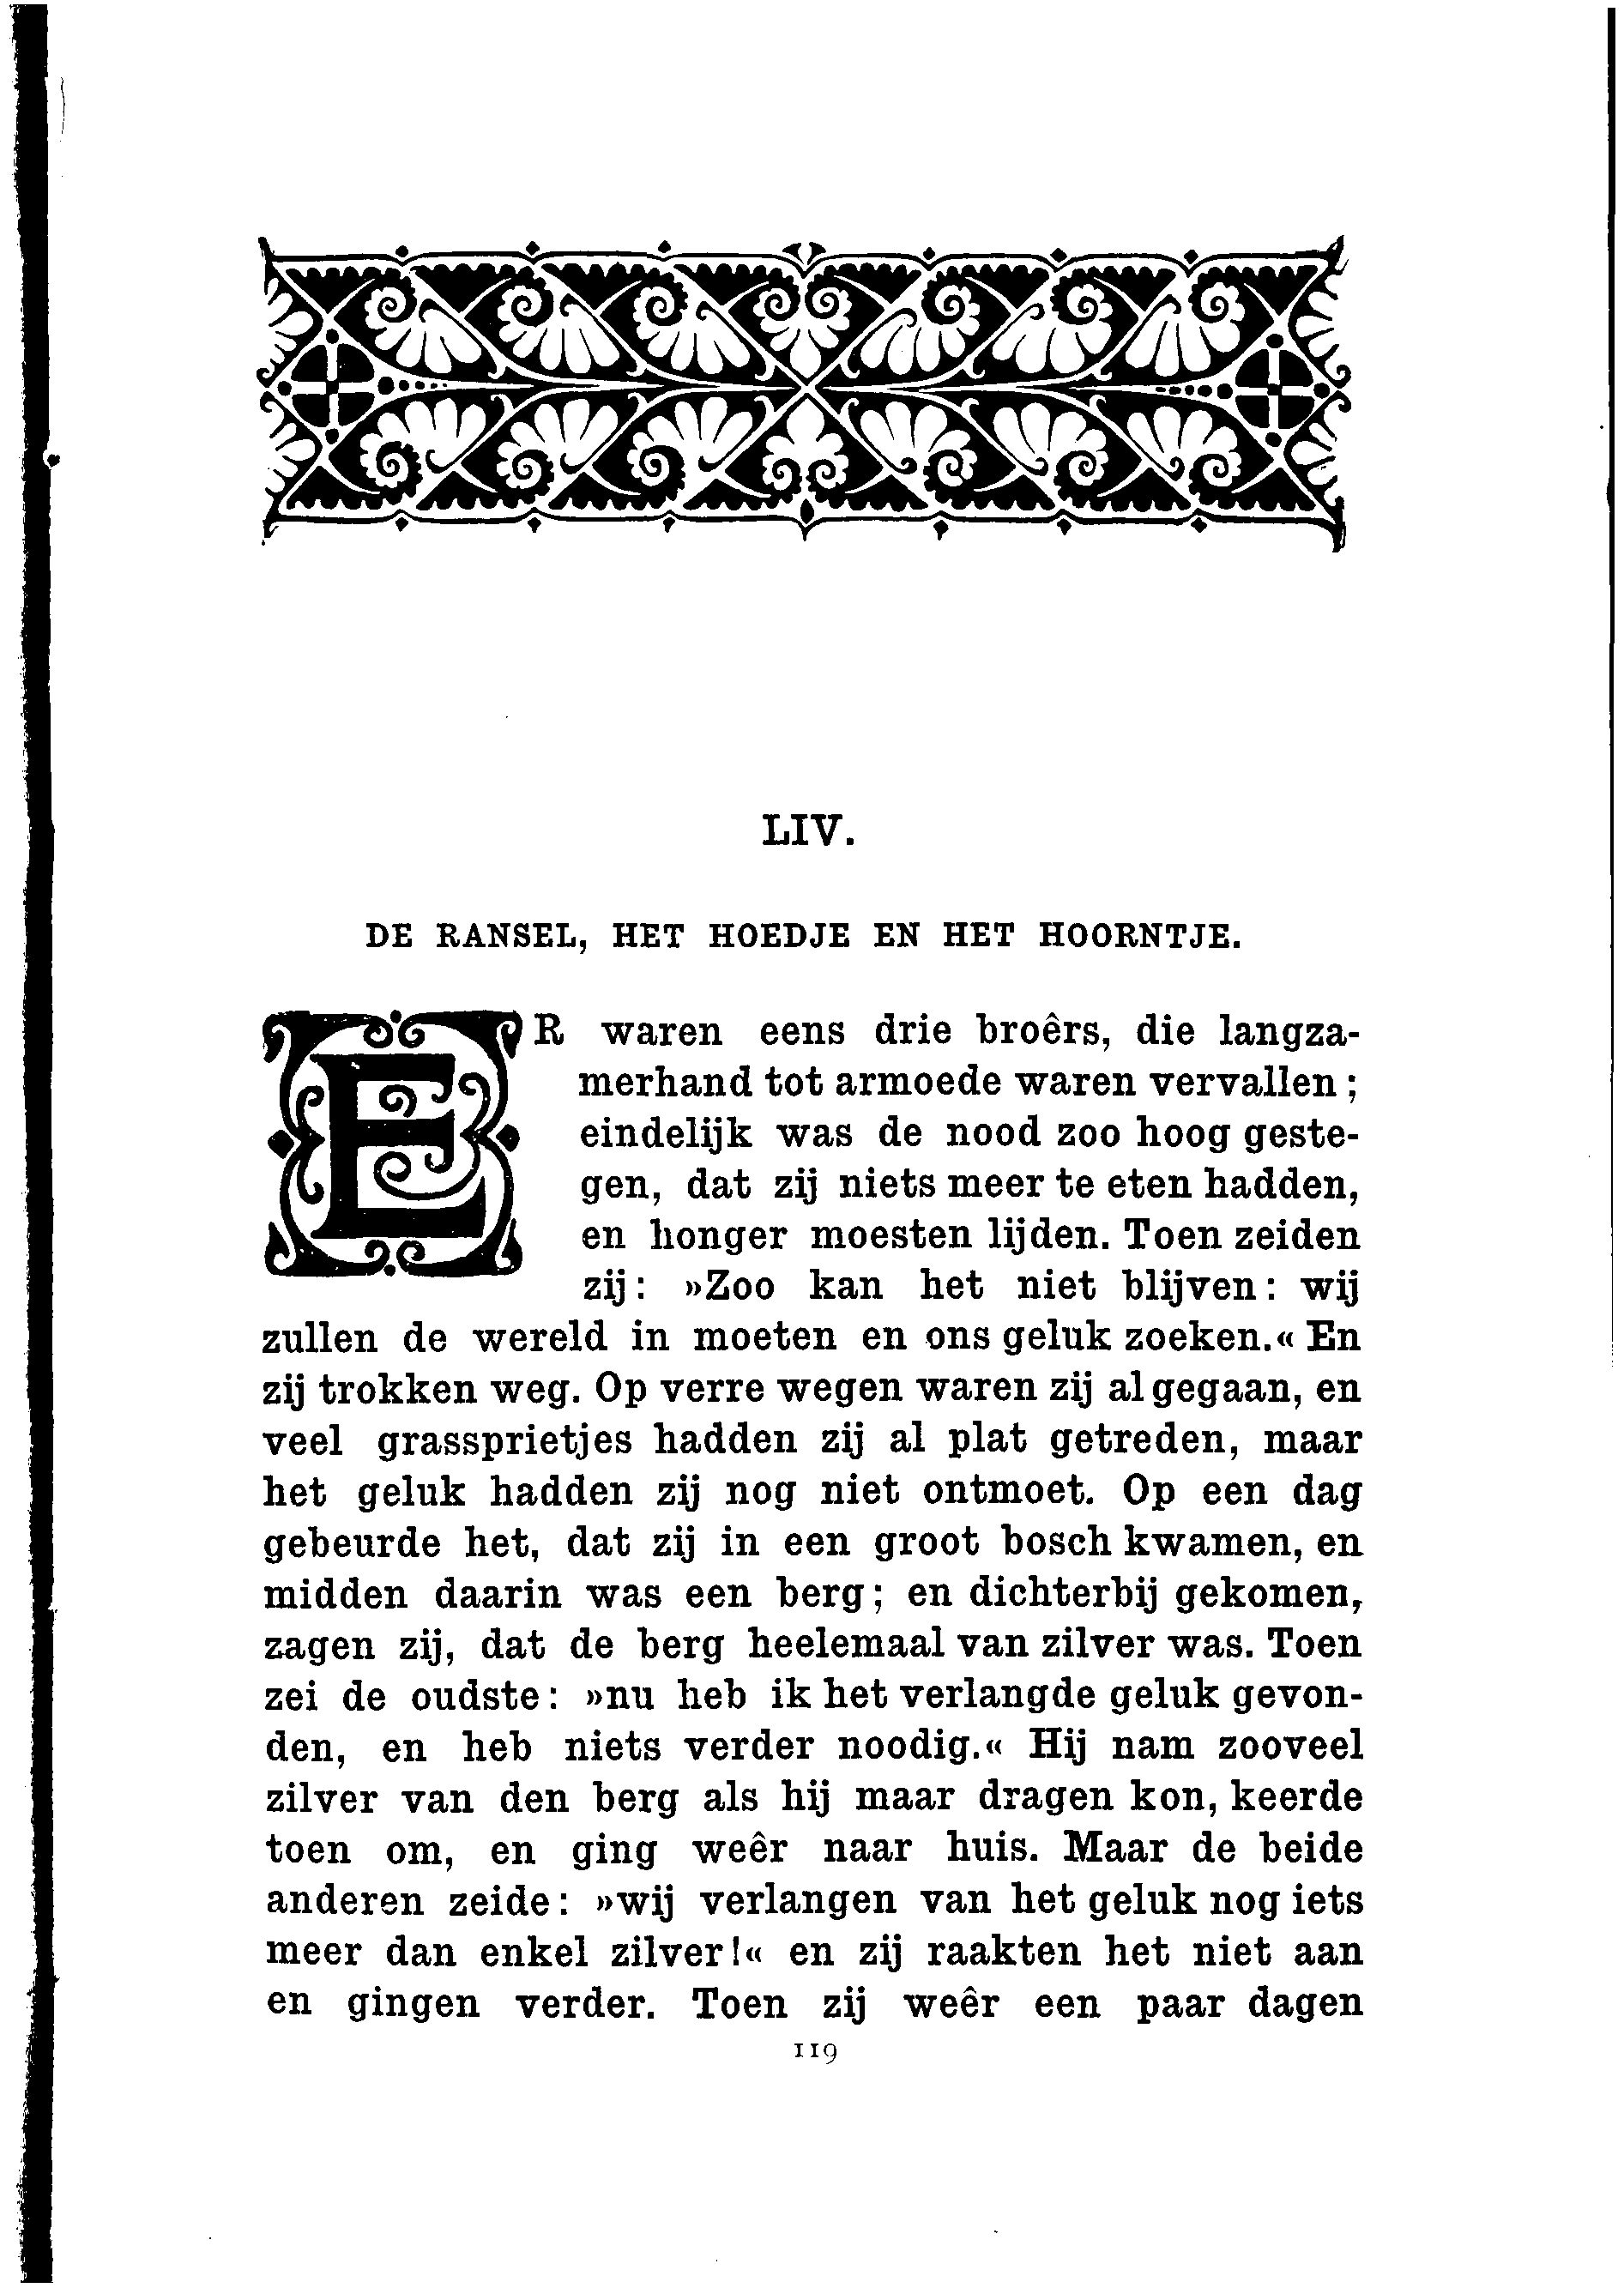 LIV.
DE RANSEL, HET HOEDJE EN HET HOORNTJE.
ER waren eens drie broêrs, die langza-
merhand tot armoede waren vervallen;
eindelijk was de nood zoo hoog geste-
gen, dat zij niets meer te eten hadden,
en honger moesten lijden. Toen zeiden
zij: »Zoo kan het niet blijven: wij
zullen de wereld in moeten en ons geluk zoeken.« En
zij trokken weg. Op verre wegen waren zij al gegaan, en
veel grassprietjes hadden zij al plat getreden, maar
het geluk hadden zij nog niet ontmoet. Op een dag
gebeurde het, dat zij in een groot bosch kwamen, en
midden daarin was een berg; en dichterbij gekomen,
zagen zij, dat de berg heelemaal van zilver was. Toen
zei de oudste: »nu heb ik het verlangde geluk gevon-
den, en heb niets verder noodig.« Hij nam zooveel
zilver van den berg als hij maar dragen kon, keerde
toen om, en ging weêr naar huis. Maar de beide
anderen zeide: »wij verlangen van het geluk nog iets
meer dan enkel zilver!« en zij raakten het niet aan
en gingen verder. Toen zij weêr een paar dagen
119